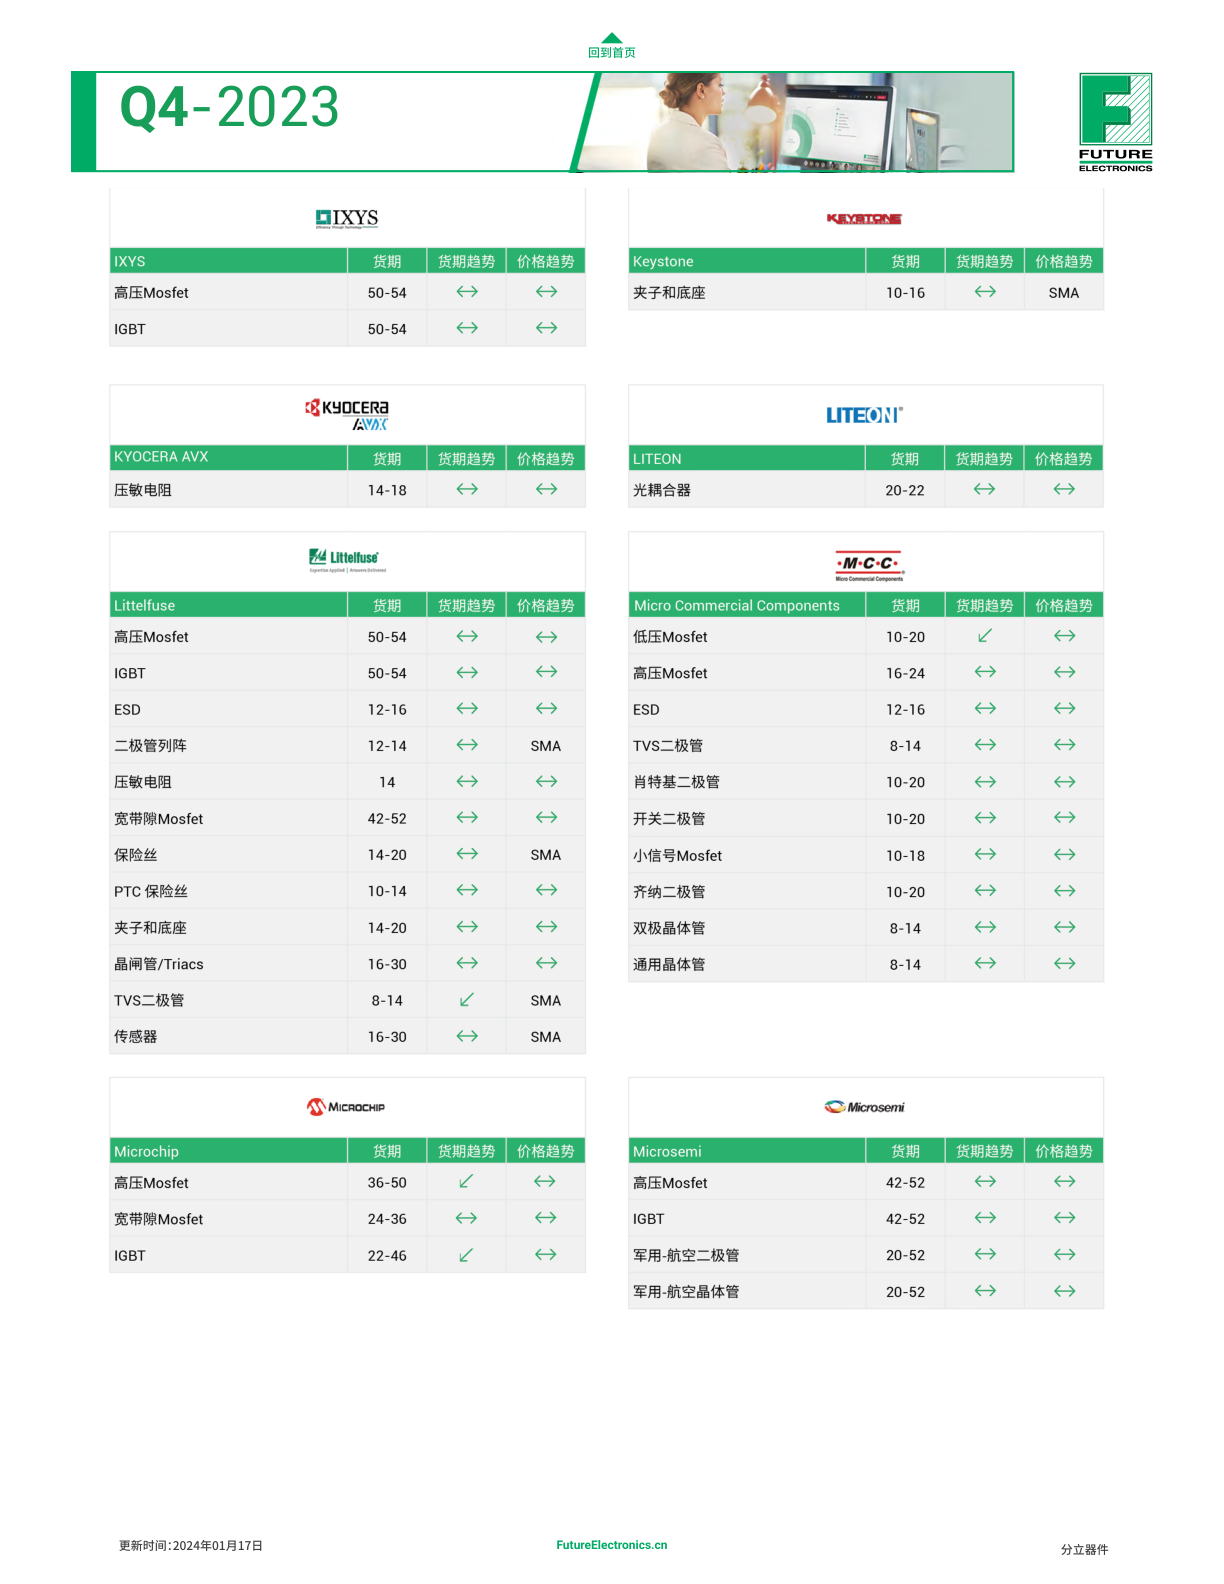 回到首页
Q4-2023
FUTURE
ELECTRONICS
IXYS
Efficiency Through Technology
IXYS 货期 货期趋势 价格趋势
高压Mosfet 50-54 ↔ ↔
IGBT 50-54 ↔ ↔
KEYSTONE
Keystone 货期 货期趋势 价格趋势
夹子和底座 10-16 ↔ SMA
KYOCERA
AVX
KYOCERA AVX 货期 货期趋势 价格趋势
压敏电阻 14-18 ↔ ↔
LITEON®
LITEON 货期 货期趋势 价格趋势
光耦合器 20-22 ↔ ↔
Littelfuse®
Expertise Applied | Answers Delivered
Littelfuse 货期 货期趋势 价格趋势
高压Mosfet 50-54 ↔ ↔
IGBT 50-54 ↔ ↔
ESD 12-16 ↔ ↔
二极管列阵 12-14 ↔ SMA
压敏电阻 14 ↔ ↔
宽带隙Mosfet 42-52 ↔ ↔
保险丝 14-20 ↔ SMA
PTC 保险丝 10-14 ↔ ↔
夹子和底座 14-20 ↔ ↔
晶闸管/Triacs 16-30 ↔ ↔
TVS二极管 8-14 ↙ SMA
传感器 16-30 ↔ SMA
·M·C·C·®
Micro Commercial Components
Micro Commercial Components 货期 货期趋势 价格趋势
低压Mosfet 10-20 ↙ ↔
高压Mosfet 16-24 ↔ ↔
ESD 12-16 ↔ ↔
TVS二极管 8-14 ↔ ↔
肖特基二极管 10-20 ↔ ↔
开关二极管 10-20 ↔ ↔
小信号Mosfet 10-18 ↔ ↔
齐纳二极管 10-20 ↔ ↔
双极晶体管 8-14 ↔ ↔
通用晶体管 8-14 ↔ ↔
MICROCHIP
Microchip 货期 货期趋势 价格趋势
高压Mosfet 36-50 ↙ ↔
宽带隙Mosfet 24-36 ↔ ↔
IGBT 22-46 ↙ ↔
Microsemi
Microsemi 货期 货期趋势 价格趋势
高压Mosfet 42-52 ↔ ↔
IGBT 42-52 ↔ ↔
军用-航空二极管 20-52 ↔ ↔
军用-航空晶体管 20-52 ↔ ↔
更新时间:2024年01月17日
FutureElectronics.cn
分立器件